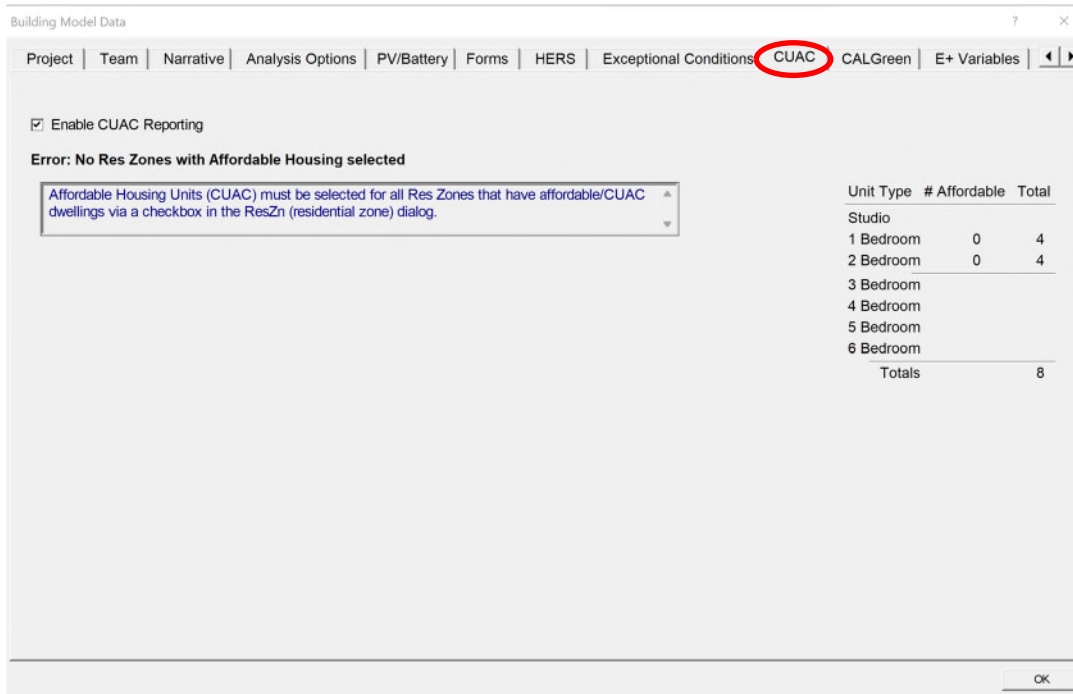 Building Model Data ? ×
Project Team Narrative Analysis Options PV/Battery Forms HERS Exceptional Conditions CUAC CALGreen E+ Variables
Enable CUAC Reporting
Error: No Res Zones with Affordable Housing selected
Affordable Housing Units (CUAC) must be selected for all Res Zones that have affordable/CUAC
dwellings via a checkbox in the ResZn (residential zone) dialog.
Unit Type # Affordable Total
Studio
1 Bedroom 0 4
2 Bedroom 0 4
3 Bedroom
4 Bedroom
5 Bedroom
6 Bedroom
Totals 8
OK